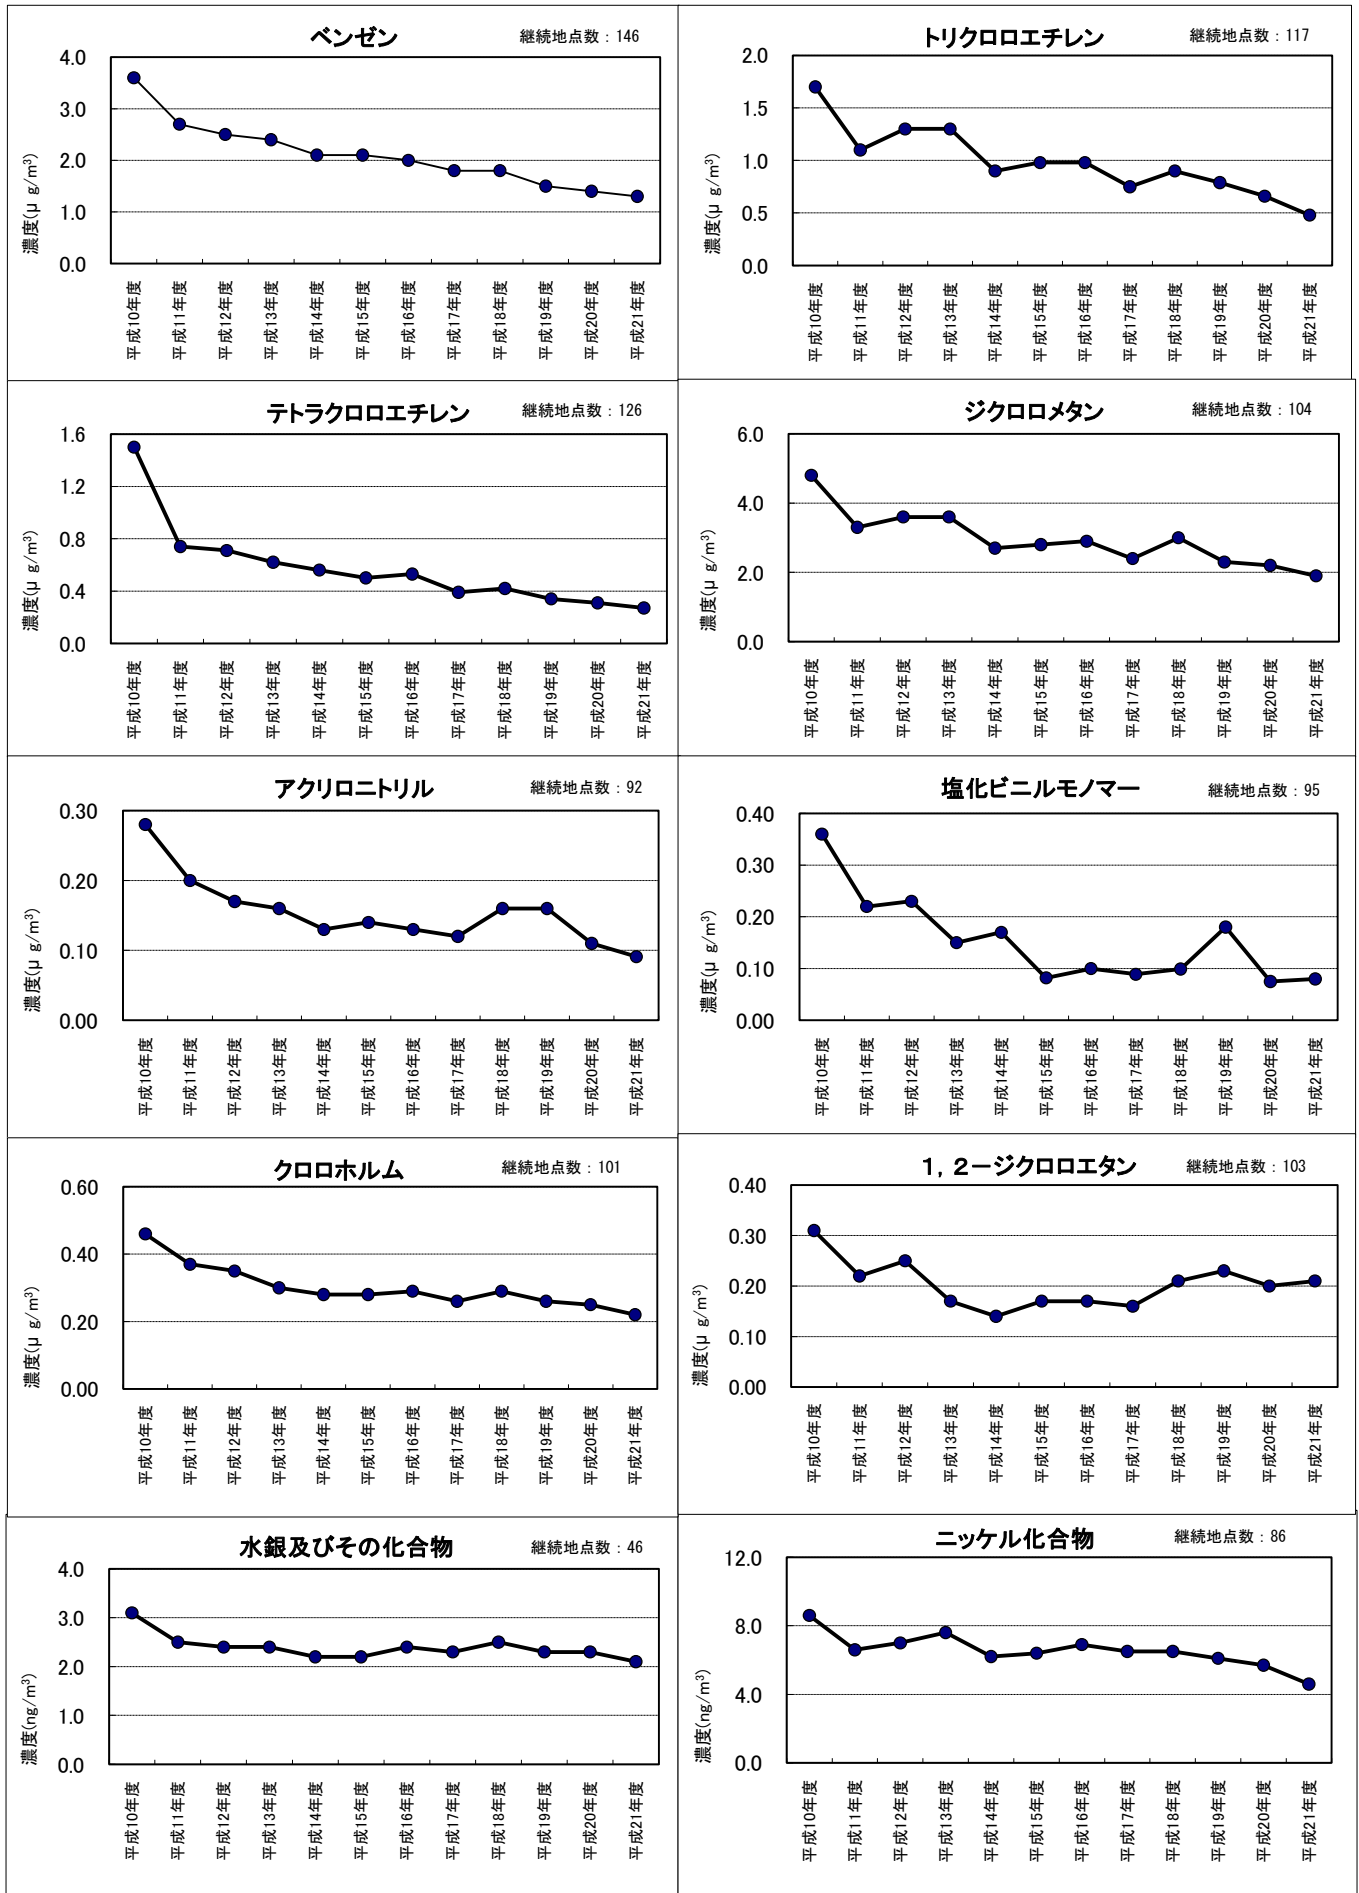 ベンゼン
継続地点数：146
濃度(μ g/m³)
4.0
3.0
2.0
1.0
0.0
平成10年度
平成11年度
平成12年度
平成13年度
平成14年度
平成15年度
平成16年度
平成17年度
平成18年度
平成19年度
平成20年度
平成21年度
トリクロロエチレン
継続地点数：117
濃度(μ g/m³)
2.0
1.5
1.0
0.5
0.0
平成10年度
平成11年度
平成12年度
平成13年度
平成14年度
平成15年度
平成16年度
平成17年度
平成18年度
平成19年度
平成20年度
平成21年度
テトラクロロエチレン
継続地点数：126
濃度(μ g/m³)
1.6
1.2
0.8
0.4
0.0
平成10年度
平成11年度
平成12年度
平成13年度
平成14年度
平成15年度
平成16年度
平成17年度
平成18年度
平成19年度
平成20年度
平成21年度
ジクロロメタン
継続地点数：104
濃度(μ g/m³)
6.0
4.0
2.0
0.0
平成10年度
平成11年度
平成12年度
平成13年度
平成14年度
平成15年度
平成16年度
平成17年度
平成18年度
平成19年度
平成20年度
平成21年度
アクリロニトリル
継続地点数：92
濃度(μ g/m³)
0.30
0.20
0.10
0.00
平成10年度
平成11年度
平成12年度
平成13年度
平成14年度
平成15年度
平成16年度
平成17年度
平成18年度
平成19年度
平成20年度
平成21年度
塩化ビニルモノマー
継続地点数：95
濃度(μ g/m³)
0.40
0.30
0.20
0.10
0.00
平成10年度
平成11年度
平成12年度
平成13年度
平成14年度
平成15年度
平成16年度
平成17年度
平成18年度
平成19年度
平成20年度
平成21年度
クロロホルム
継続地点数：101
濃度(μ g/m³)
0.60
0.40
0.20
0.00
平成10年度
平成11年度
平成12年度
平成13年度
平成14年度
平成15年度
平成16年度
平成17年度
平成18年度
平成19年度
平成20年度
平成21年度
１，２－ジクロロエタン
継続地点数：103
濃度(μ g/m³)
0.40
0.30
0.20
0.10
0.00
平成10年度
平成11年度
平成12年度
平成13年度
平成14年度
平成15年度
平成16年度
平成17年度
平成18年度
平成19年度
平成20年度
平成21年度
水銀及びその化合物
継続地点数：46
濃度(ng/m³)
4.0
3.0
2.0
1.0
0.0
平成10年度
平成11年度
平成12年度
平成13年度
平成14年度
平成15年度
平成16年度
平成17年度
平成18年度
平成19年度
平成20年度
平成21年度
ニッケル化合物
継続地点数：86
濃度(ng/m³)
12.0
8.0
4.0
0.0
平成10年度
平成11年度
平成12年度
平成13年度
平成14年度
平成15年度
平成16年度
平成17年度
平成18年度
平成19年度
平成20年度
平成21年度